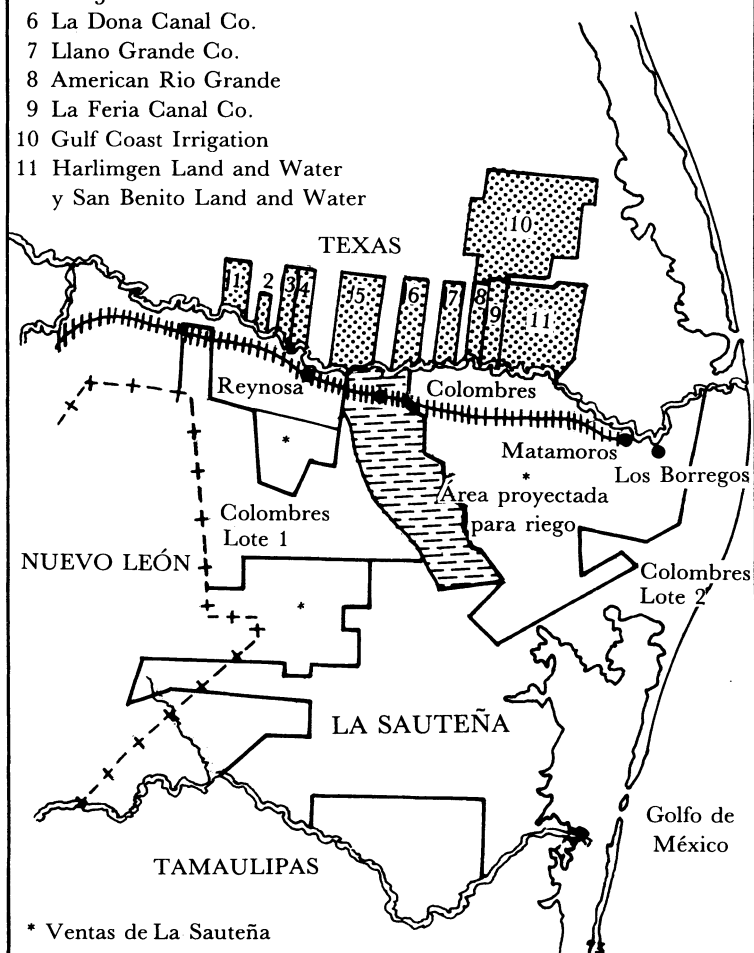 6 La Dona Canal Co.
7 Llano Grande Co.
8 American Rio Grande
9 La Feria Canal Co.
10 Gulf Coast Irrigation
11 Harlimgen Land and Water
y San Benito Land and Water
TEXAS
10
1 2 3 4 5 6 7 8 9 11
Reynosa
Colombres
Matamoros
Los Borregos
*
*
Área proyectada
para riego
Colombres
Lote 1
NUEVO LEÓN
Colombres
Lote 2
*
LA SAUTEÑA
Golfo de
México
TAMAULIPAS
* Ventas de La Sauteña